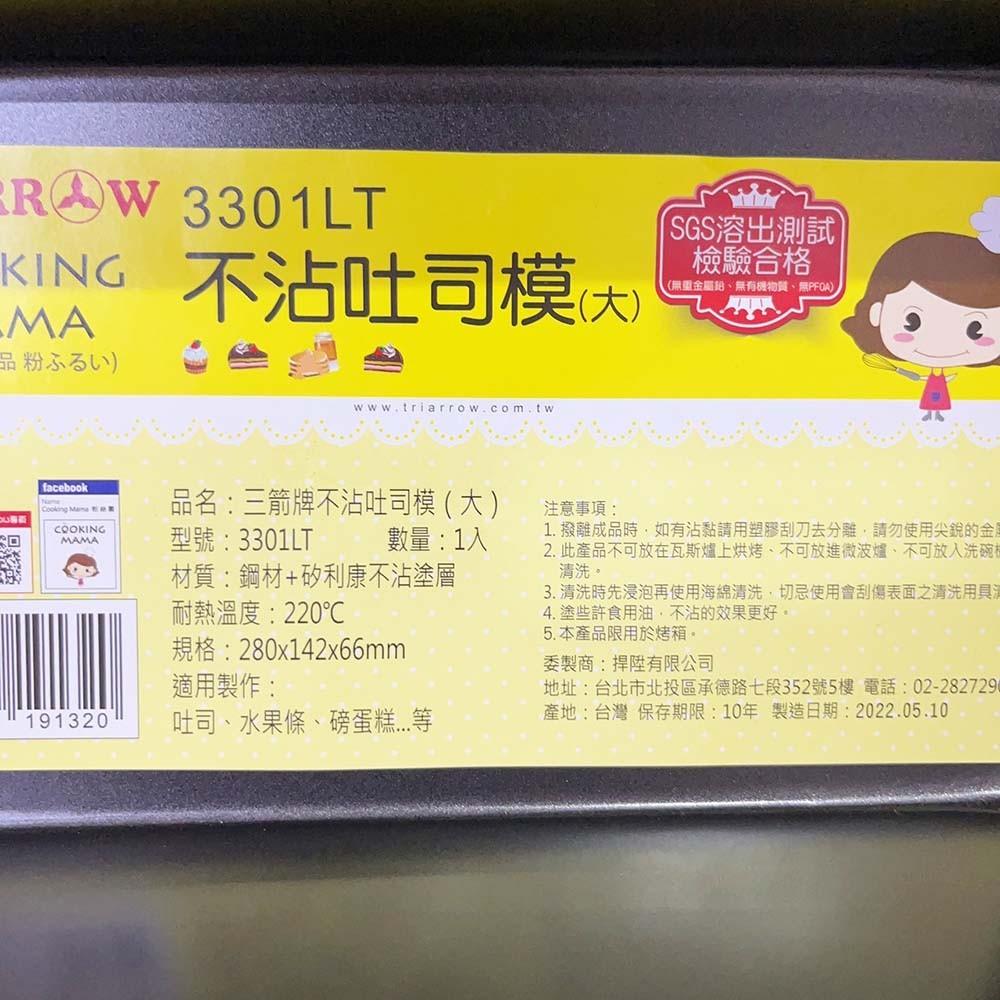 RROW
3301LT
KING
MA
品 粉ふるい)
不沾吐司模(大)
SGS溶出測試
檢驗合格
(無重金屬鉛、無有機物質、無PFOA)
www.triarrow.com.tw
facebook
Name
Cooking Mama 粉絲團
COOKING
MAMA
191320
品名：三箭牌不沾吐司模（大）
型號：3301LT 數量：1入
材質：鋼材+矽利康不沾塗層
耐熱溫度：220℃
規格：280x142x66mm
適用製作：
吐司、水果條、磅蛋糕...等
注意事項：
1. 撥離成品時，如有沾黏請用塑膠刮刀去分離，請勿使用尖銳的金
2. 此產品不可放在瓦斯爐上烘烤、不可放進微波爐、不可放入洗碗
清洗。
3. 清洗時先浸泡再使用海綿清洗，切忌使用會刮傷表面之清洗用具
4. 塗些許食用油，不沾的效果更好。
5. 本產品限用於烤箱。
委製商：捍陞有限公司
地址：台北市北投區承德路七段352號5樓 電話：02-2827290
產地：台灣 保存期限：10年 製造日期：2022.05.10